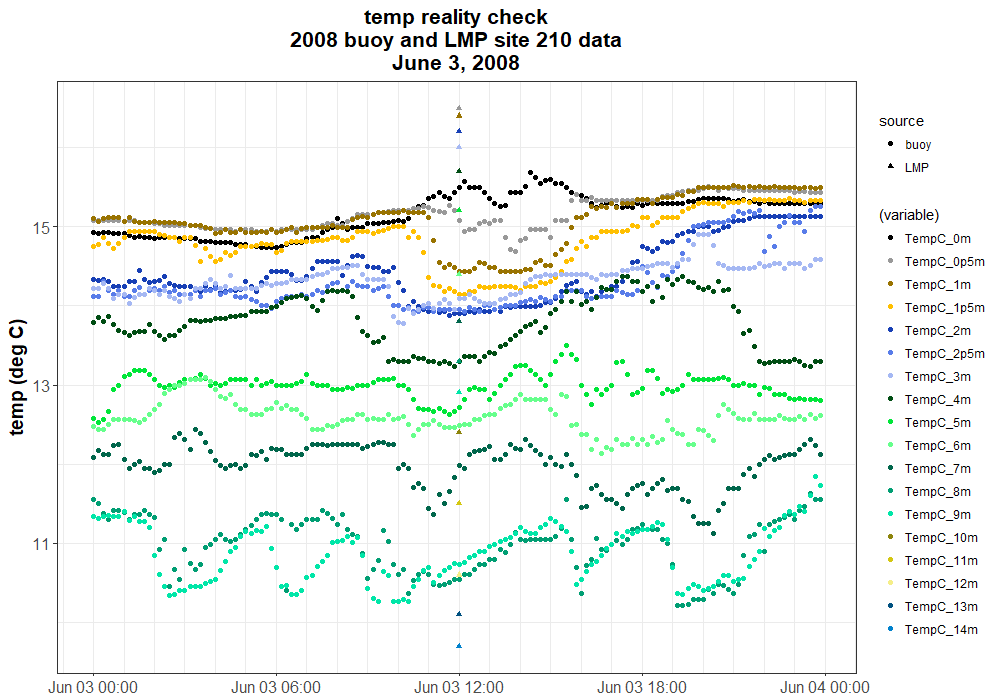 temp reality check
2008 buoy and LMP site 210 data
June 3, 2008
temp (deg C)
15
13
11
Jun 03 00:00
Jun 03 06:00
Jun 03 12:00
Jun 03 18:00
Jun 04 00:00
source
buoy
LMP
(variable)
TempC_0m
TempC_0p5m
TempC_1m
TempC_1p5m
TempC_2m
TempC_2p5m
TempC_3m
TempC_4m
TempC_5m
TempC_6m
TempC_7m
TempC_8m
TempC_9m
TempC_10m
TempC_11m
TempC_12m
TempC_13m
TempC_14m